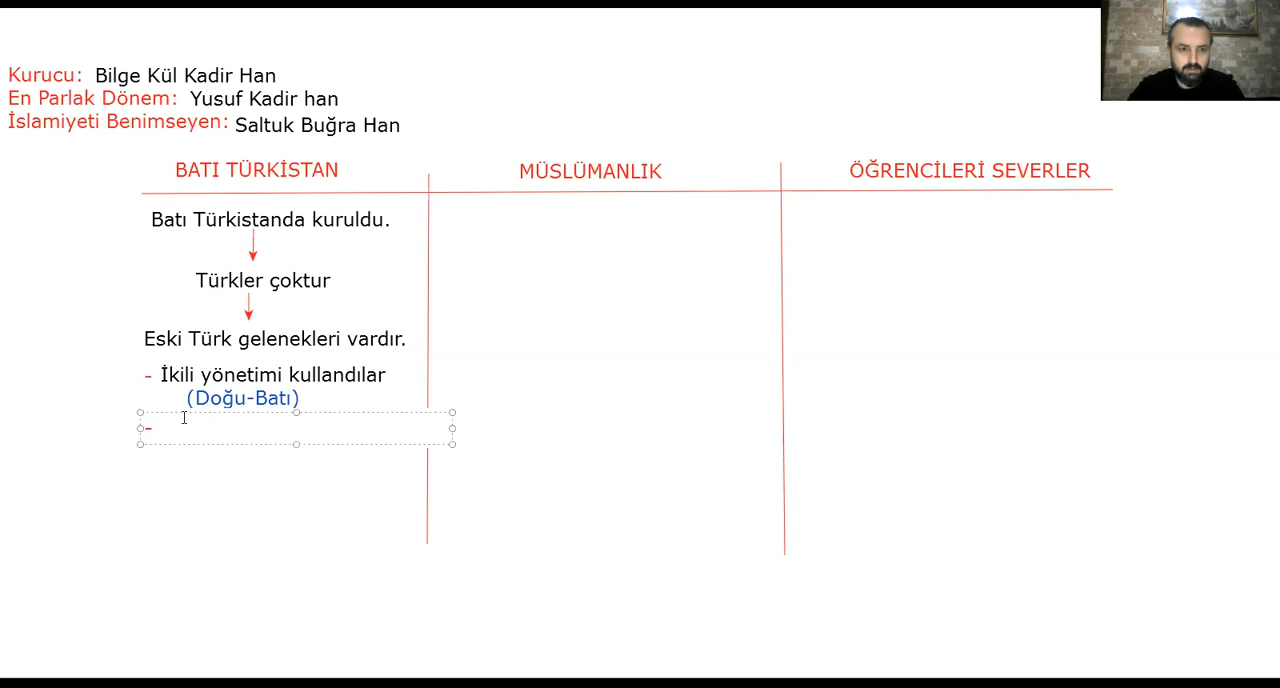 Kurucu: Bilge Kül Kadir Han
En Parlak Dönem: Yusuf Kadir han
İslamiyeti Benimseyen: Saltuk Buğra Han
BATI TÜRKİSTAN
MÜSLÜMANLIK
ÖĞRENCİLERİ SEVERLER
Batı Türkistanda kuruldu.
Türkler çoktur
Eski Türk gelenekleri vardır.
- İkili yönetimi kullandılar
(Doğu-Batı)
-